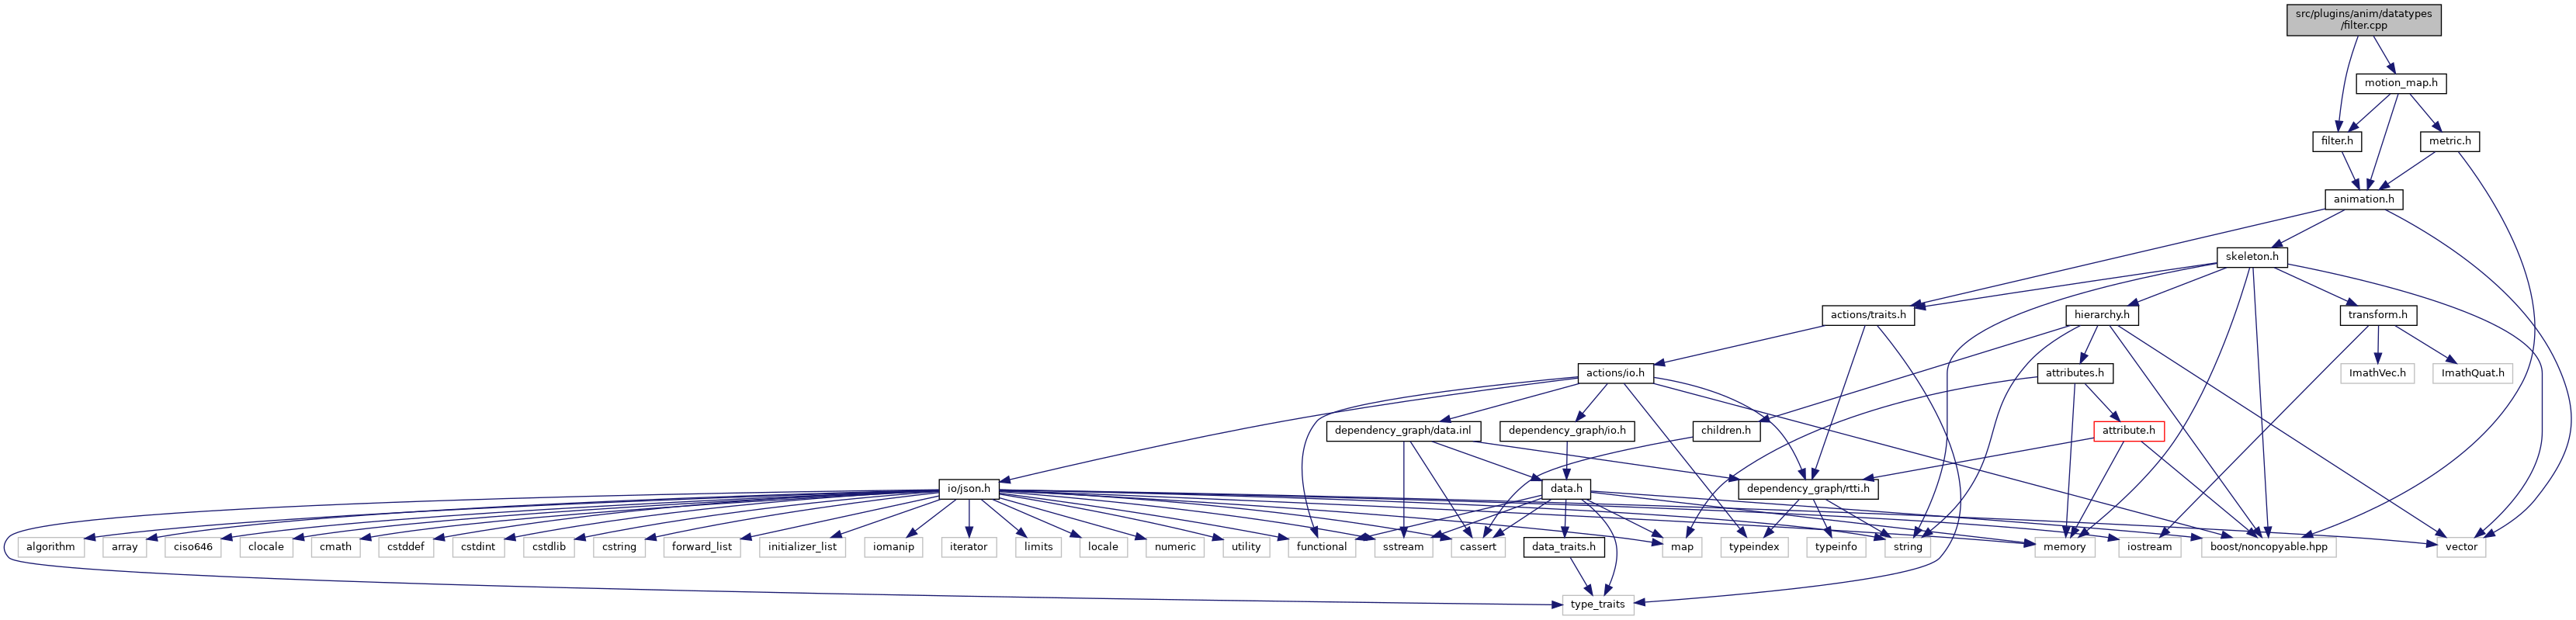 src/plugins/anim/datatypes
/filter.cpp
motion_map.h
filter.h
metric.h
animation.h
skeleton.h
actions/traits.h
hierarchy.h
transform.h
actions/io.h
attributes.h
ImathVec.h
ImathQuat.h
dependency_graph/data.inl
dependency_graph/io.h
children.h
attribute.h
io/json.h
data.h
dependency_graph/rtti.h
algorithm
array
ciso646
clocale
cmath
cstddef
cstdint
cstdlib
cstring
forward_list
initializer_list
iomanip
iterator
limits
locale
numeric
utility
functional
sstream
cassert
data_traits.h
map
typeindex
typeinfo
string
memory
iostream
boost/noncopyable.hpp
vector
type_traits